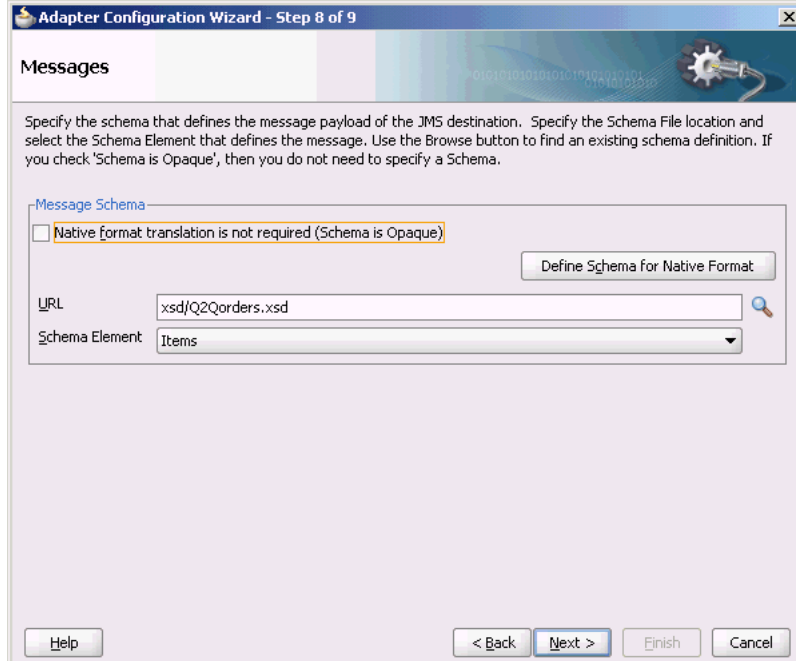 Adapter Configuration Wizard - Step 8 of 9
Messages
Specify the schema that defines the message payload of the JMS destination. Specify the Schema File location and
select the Schema Element that defines the message. Use the Browse button to find an existing schema definition. If
you check 'Schema is Opaque', then you do not need to specify a Schema.
Message Schema
Native format translation is not required (Schema is Opaque)
Define Schema for Native Format
URL xsd/Q2Qorders.xsd
Schema Element Items
Help < Back Next > Finish Cancel